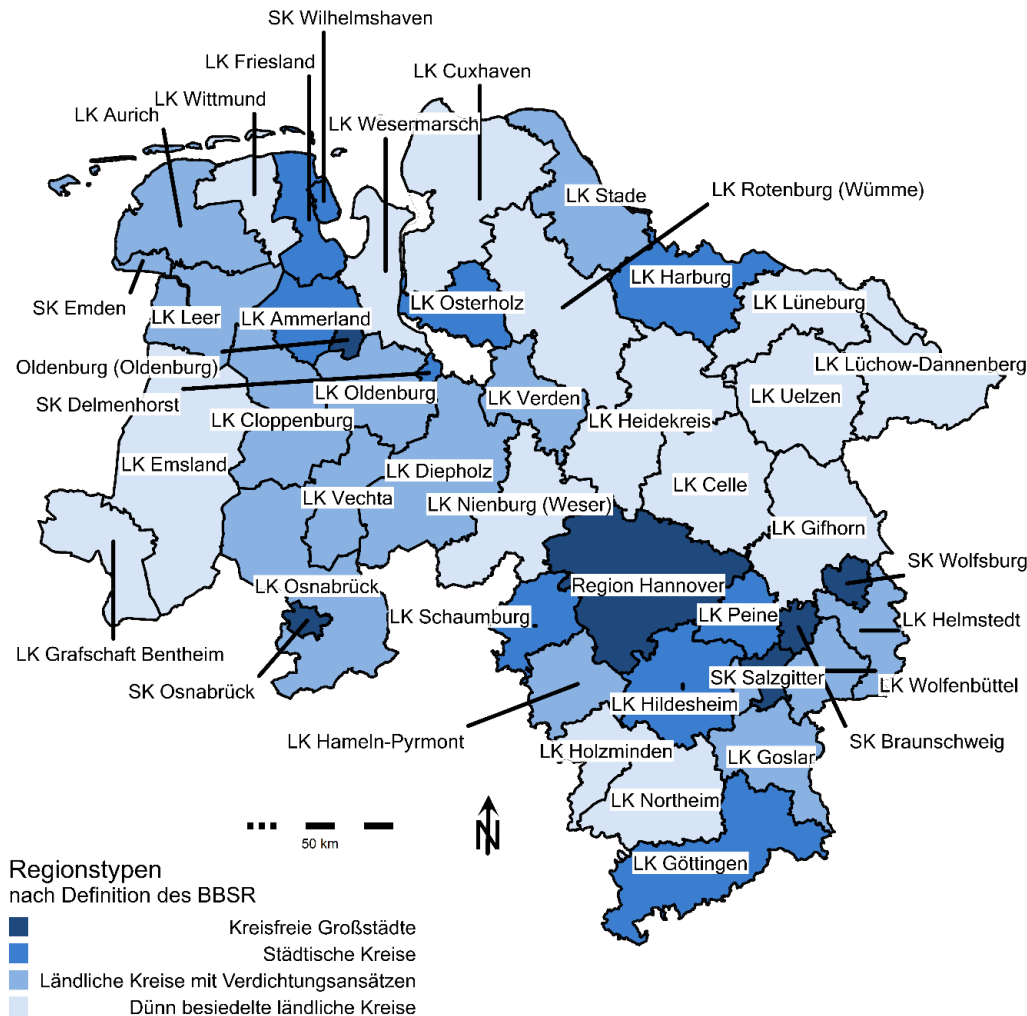 SK Wilhelmshaven
LK Friesland
LK Cuxhaven
LK Wittmund
LK Aurich
LK Wesermarsch
LK Stade
LK Rotenburg (Wümme)
LK Harburg
SK Emden
LK Leer
LK Ammerland
LK Osterholz
LK Lüneburg
Oldenburg (Oldenburg)
LK Lüchow-Dannenberg
SK Delmenhorst
LK Oldenburg
LK Verden
LK Uelzen
LK Cloppenburg
LK Heidekreis
LK Emsland
LK Diepholz
LK Vechta
LK Celle
LK Nienburg (Weser)
LK Gifhorn
SK Wolfsburg
LK Osnabrück
Region Hannover
LK Schaumburg
LK Peine
LK Helmstedt
LK Grafschaft Bentheim
SK Osnabrück
SK Salzgitter
LK Wolfenbüttel
LK Hildesheim
LK Hameln-Pyrmont
LK Holzminden
LK Goslar
SK Braunschweig
LK Northeim
LK Göttingen
N
50 km
Regionstypen
nach Definition des BBSR
Kreisfreie Großstädte
Städtische Kreise
Ländliche Kreise mit Verdichtungsansätzen
Dünn besiedelte ländliche Kreise